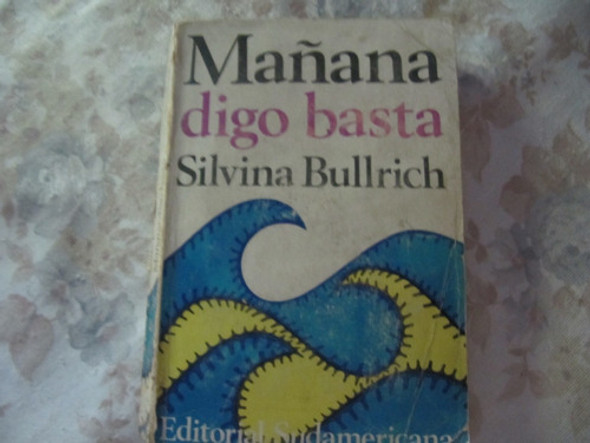 Mañana
digo basta
Silvina Bullrich
Editorial Sudamericana